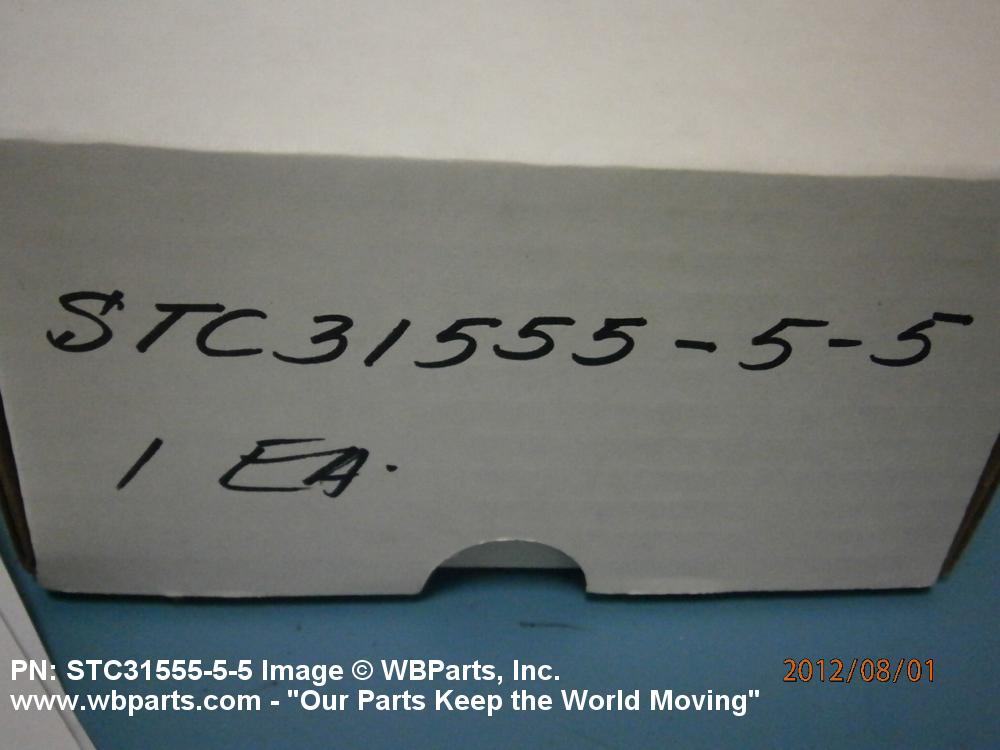 STC31555-5-5
1 EA.
PN: STC31555-5-5 Image © WBParts, Inc.
2012/08/01
www.wbparts.com - "Our Parts Keep the World Moving"